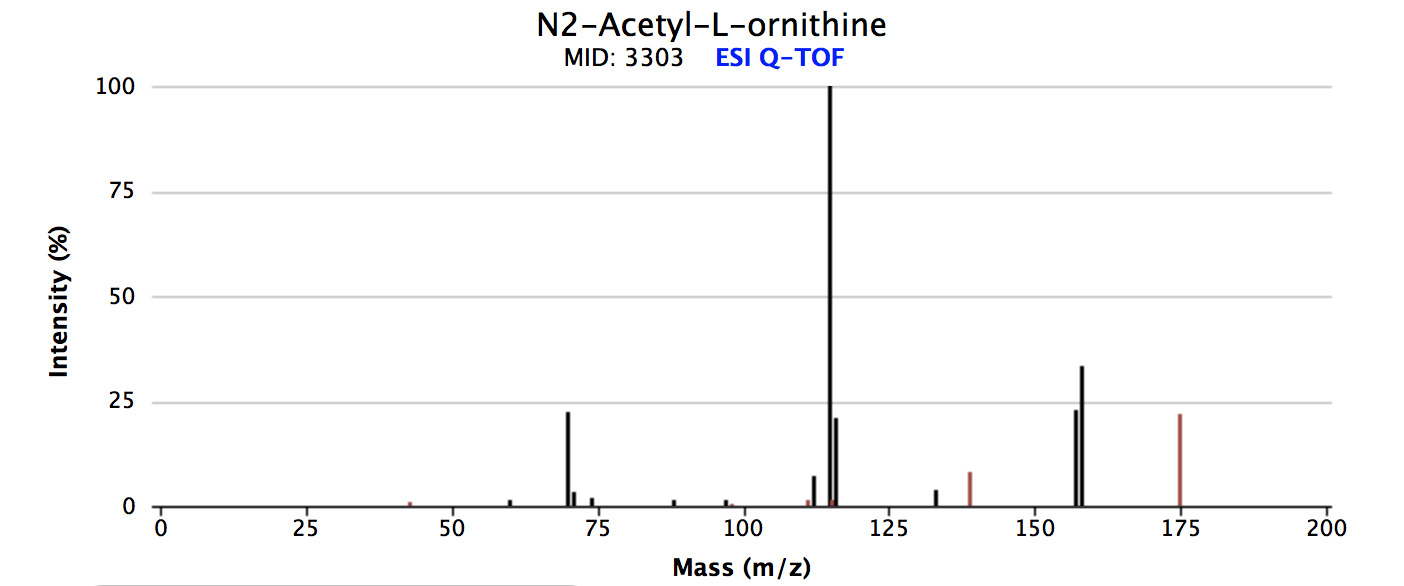 N2-Acetyl-L-ornithine
MID: 3303 ESI Q-TOF
100
75
50
25
0
Intensity (%)
0 25 50 75 100 125 150 175 200
Mass (m/z)